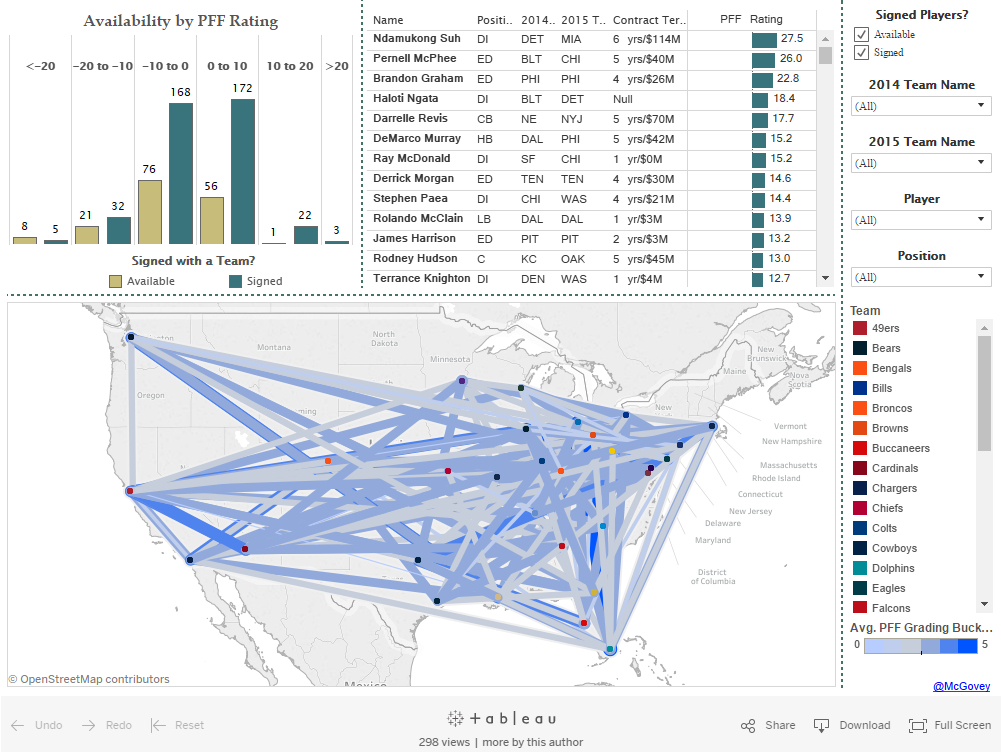 Availability by PFF Rating
<-20 -20 to -10 -10 to 0 0 to 10 10 to 20 >20
8 5 21 32 76 168 56 172 1 22 3
Signed with a Team?
Available Signed
Name Positi.. 2014.. 2015 T.. Contract Ter.. PFF Rating
Ndamukong Suh DI DET MIA 6 yrs/$114M 27.5
Pernell McPhee ED BLT CHI 5 yrs/$40M 26.0
Brandon Graham ED PHI PHI 4 yrs/$26M 22.8
Haloti Ngata DI BLT DET Null 18.4
Darrelle Revis CB NE NYJ 5 yrs/$70M 17.7
DeMarco Murray HB DAL PHI 5 yrs/$42M 15.2
Ray McDonald DI SF CHI 1 yr/$0M 15.2
Derrick Morgan ED TEN TEN 4 yrs/$30M 14.6
Stephen Paea DI CHI WAS 4 yrs/$21M 14.4
Rolando McClain LB DAL DAL 1 yr/$3M 13.9
James Harrison ED PIT PIT 2 yrs/$3M 13.2
Rodney Hudson C KC OAK 5 yrs/$45M 13.0
Terrance Knighton DI DEN WAS 1 yr/$4M 12.7
Signed Players?
Available
Signed
2014 Team Name
(All)
2015 Team Name
(All)
Player
(All)
Position
(All)
Team
49ers
Bears
Bengals
Bills
Broncos
Browns
Buccaneers
Cardinals
Chargers
Chiefs
Colts
Cowboys
Dolphins
Eagles
Falcons
Avg. PFF Grading Buck...
0 5
@McGovey
Montana
North
Dakota
Minnesota
Oregon
New
Brunswick
Maine
Nova
Scotia
New
Vermont
New Hampshire
Massachusetts
Rhode Island
Connecticut
New Jersey
Delaware
Maryland
District
of Columbia
Mexico
© OpenStreetMap contributors
Undo Redo Reset
+ a b l e a u
298 views | more by this author
Share Download Full Screen